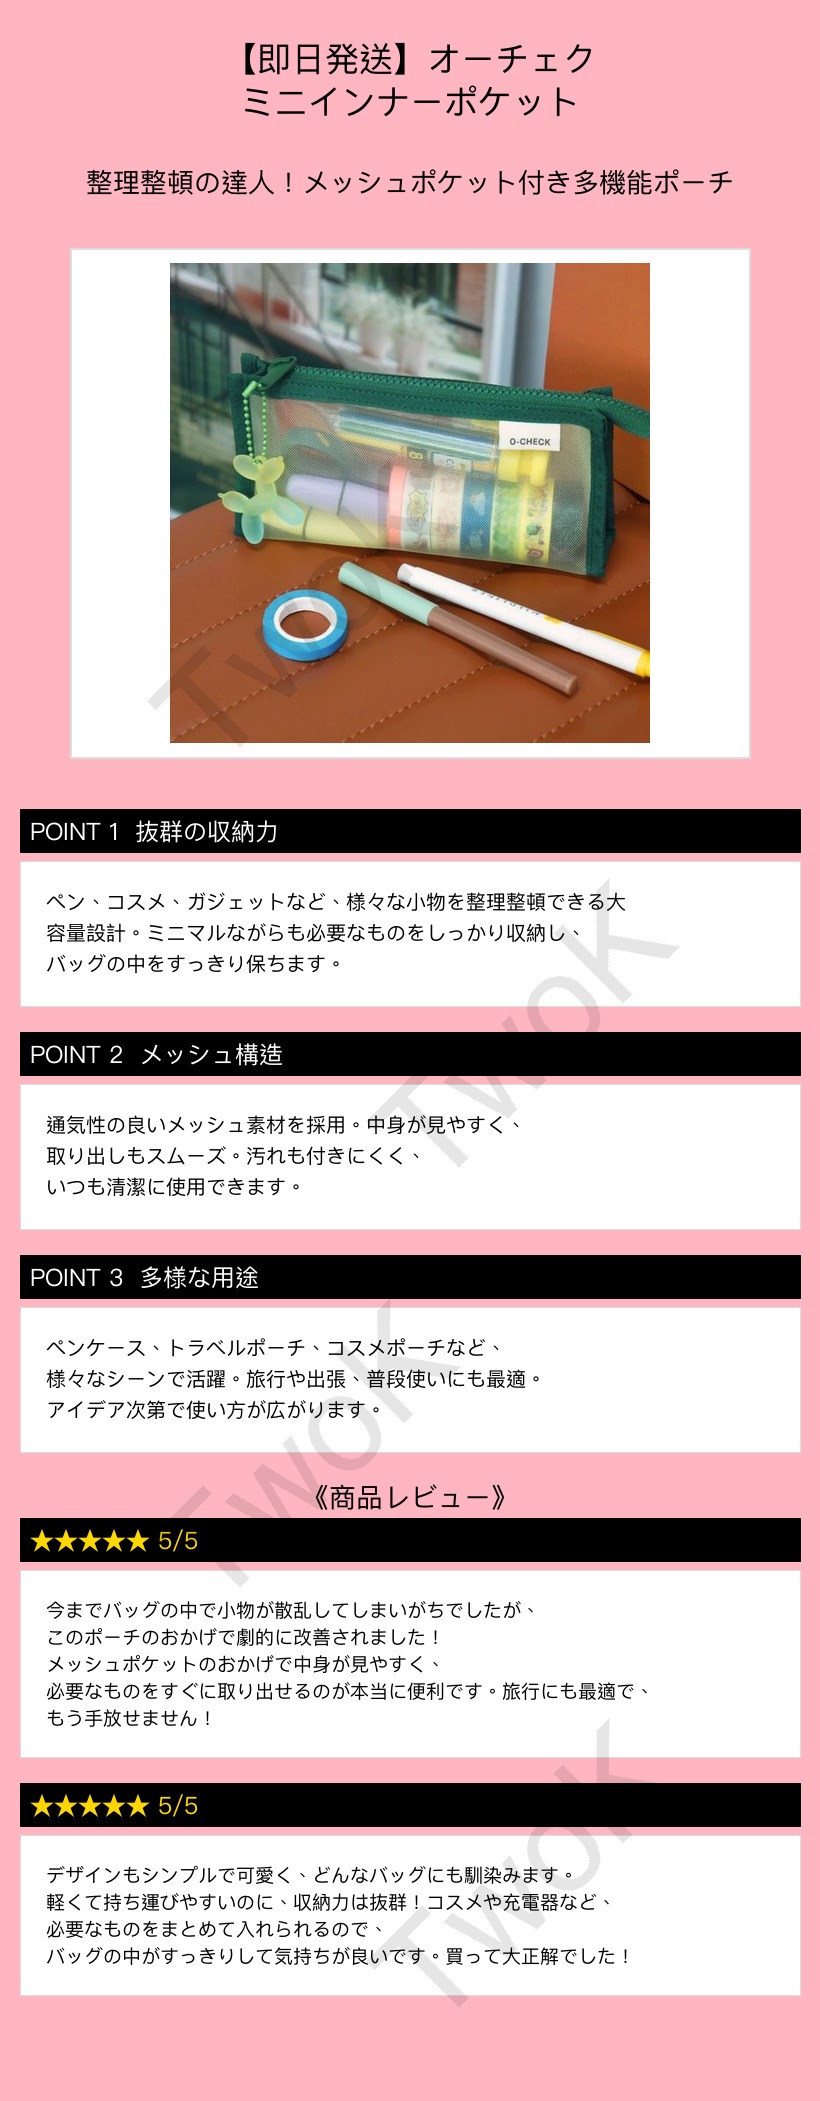 【即日発送】オーチェク
ミニインナーポケット
整理整頓の達人！メッシュポケット付き多機能ポーチ
O-CHECK
POINT 1 抜群の収納力
ペン、コスメ、ガジェットなど、様々な小物を整理整頓できる大
容量設計。ミニマルながらも必要なものをしっかり収納し、
バッグの中をすっきり保ちます。
POINT 2 メッシュ構造
通気性の良いメッシュ素材を採用。中身が見やすく、
取り出しもスムーズ。汚れも付きにくく、
いつも清潔に使用できます。
POINT 3 多様な用途
ペンケース、トラベルポーチ、コスメポーチなど、
様々なシーンで活躍。旅行や出張、普段使いにも最適。
アイデア次第で使い方が広がります。
《商品レビュー》
★★★★★ 5/5
今までバッグの中で小物が散乱してしまいがちでしたが、
このポーチのおかげで劇的に改善されました！
メッシュポケットのおかげで中身が見やすく、
必要なものをすぐに取り出せるのが本当に便利です。旅行にも最適で、
もう手放せません！
★★★★★ 5/5
デザインもシンプルで可愛く、どんなバッグにも馴染みます。
軽くて持ち運びやすいのに、収納力は抜群！コスメや充電器など、
必要なものをまとめて入れられるので、
バッグの中がすっきりして気持ちが良いです。買って大正解でした！
TwoK
TwoK
TwoK
TwoK